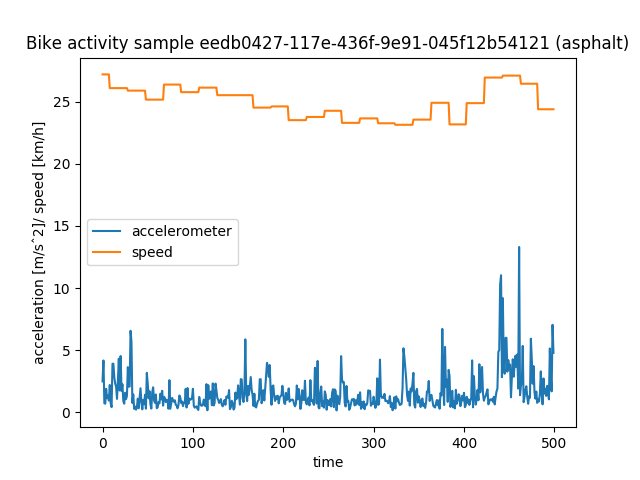 Bike activity sample eedb0427-117e-436f-9e91-045f12b54121 (asphalt)
acceleration [m/s^2]/ speed [km/h]
25
20
15
10
5
0
accelerometer
speed
0 100 200 300 400 500
time